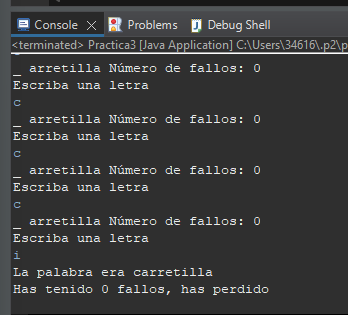 Console Problems Debug Shell
<terminated> Practica3 [Java Application] C:\Users\34616\.p2\p
_ arretilla Número de fallos: 0
Escriba una letra
c
_ arretilla Número de fallos: 0
Escriba una letra
c
_ arretilla Número de fallos: 0
Escriba una letra
c
_ arretilla Número de fallos: 0
Escriba una letra
i
La palabra era carretilla
Has tenido 0 fallos, has perdido